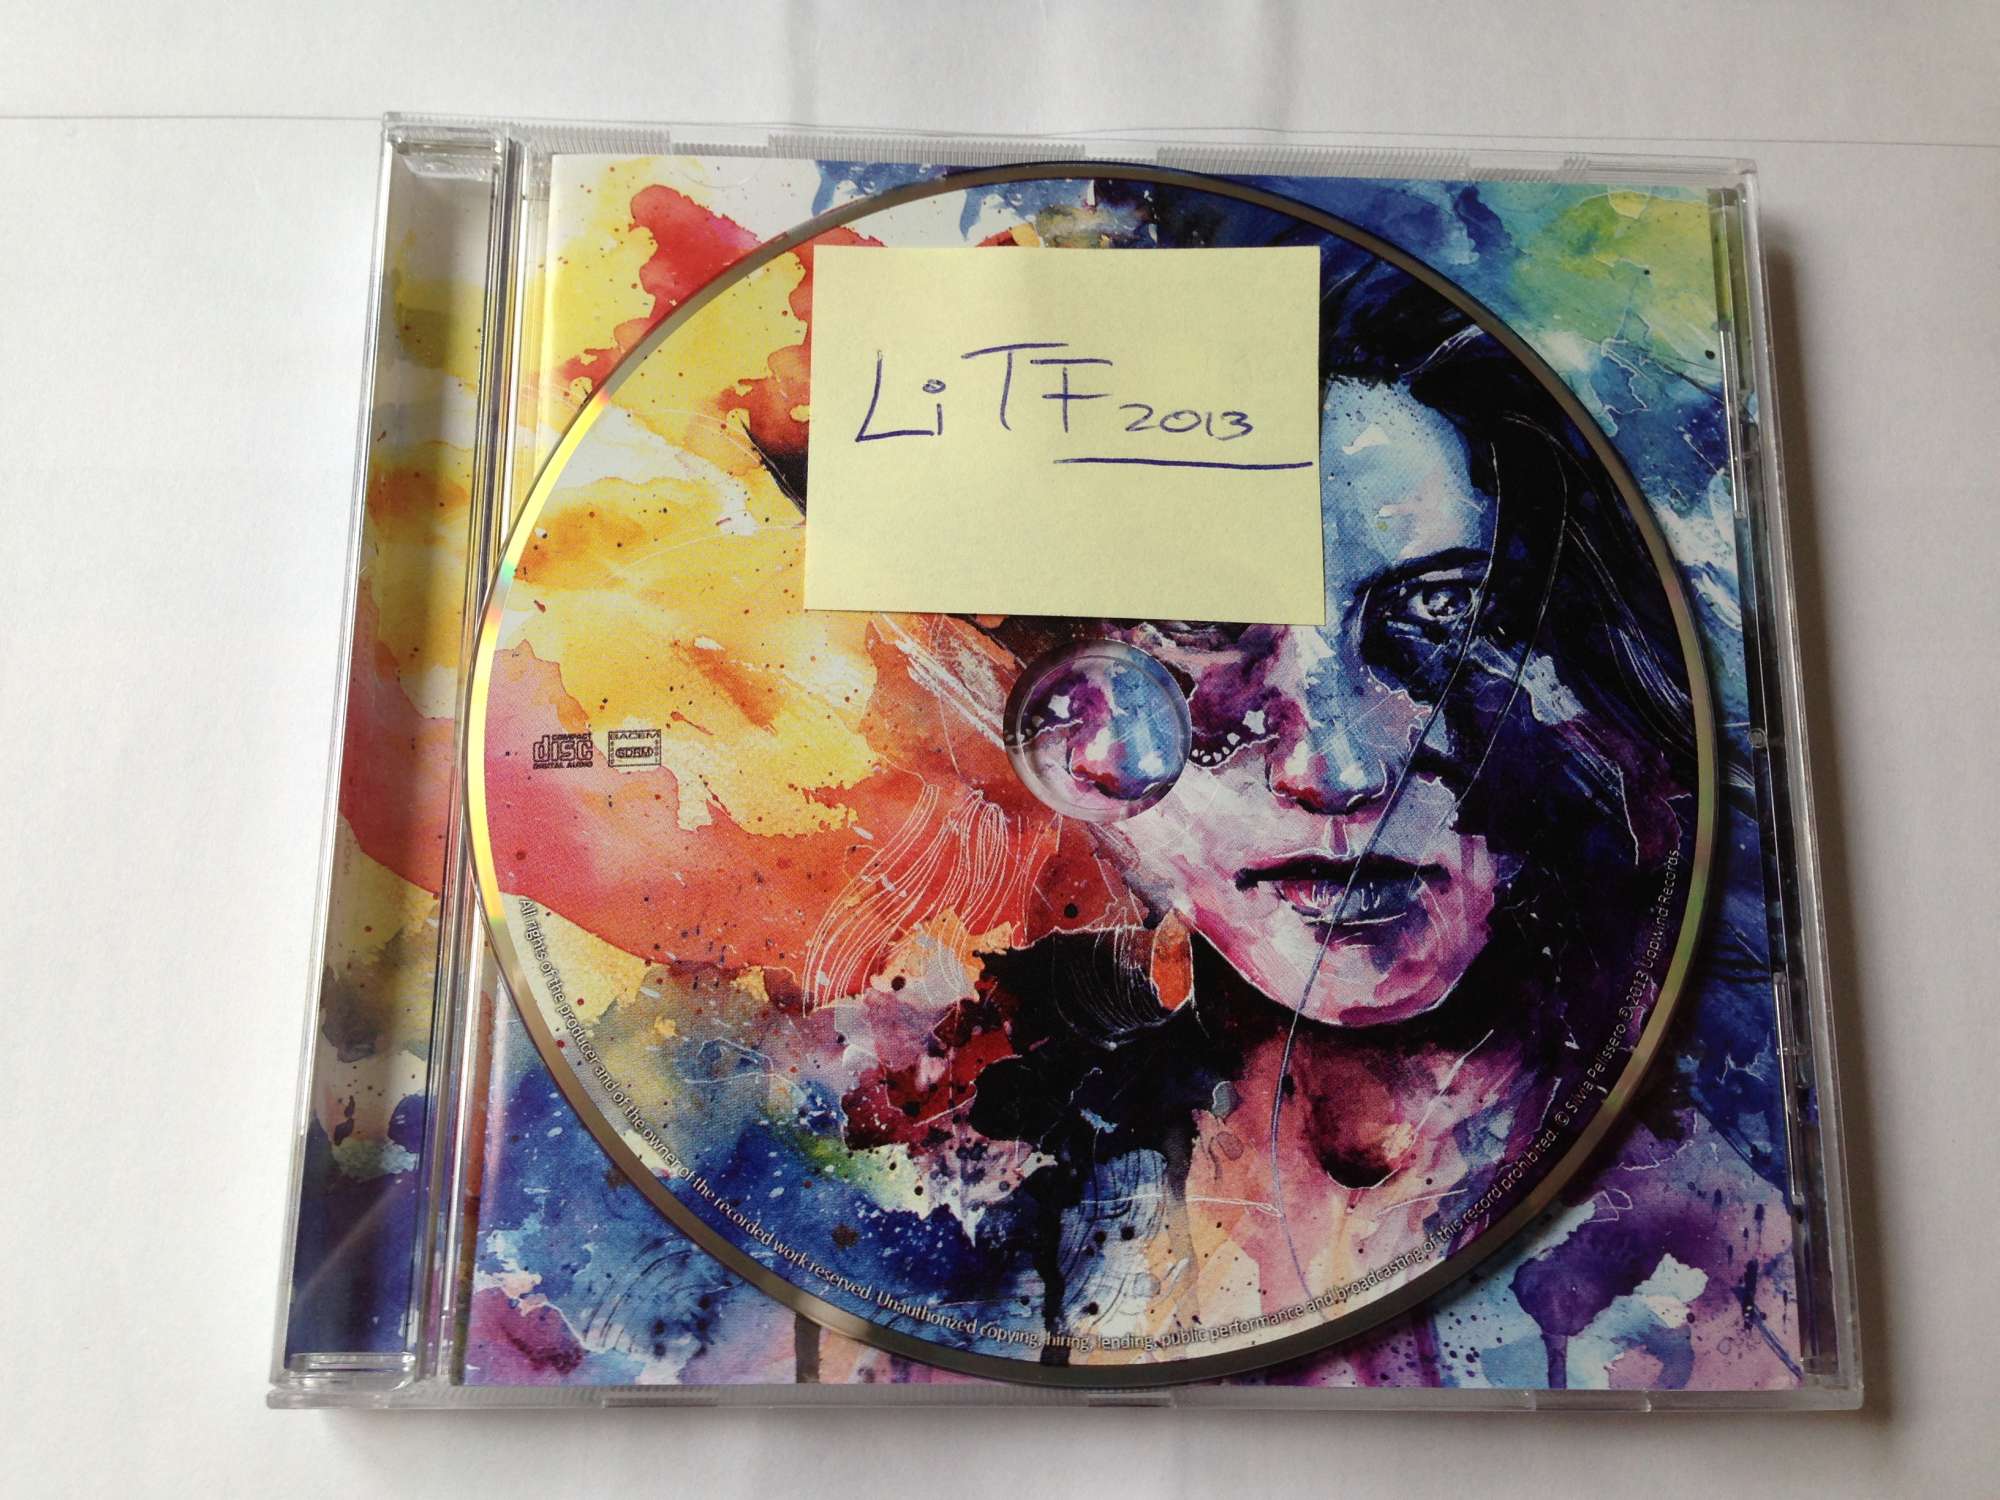 LiTF 2013
COMPACT
disc
DIGITAL AUDIO
SACEM
SDRM
All rights of the producer and of the owner of the recorded work reserved. Unauthorized copying, hiring, lending, public performance and broadcasting of this record prohibited. © Silvia Pelissero ℗ 2013 Uppwind Records